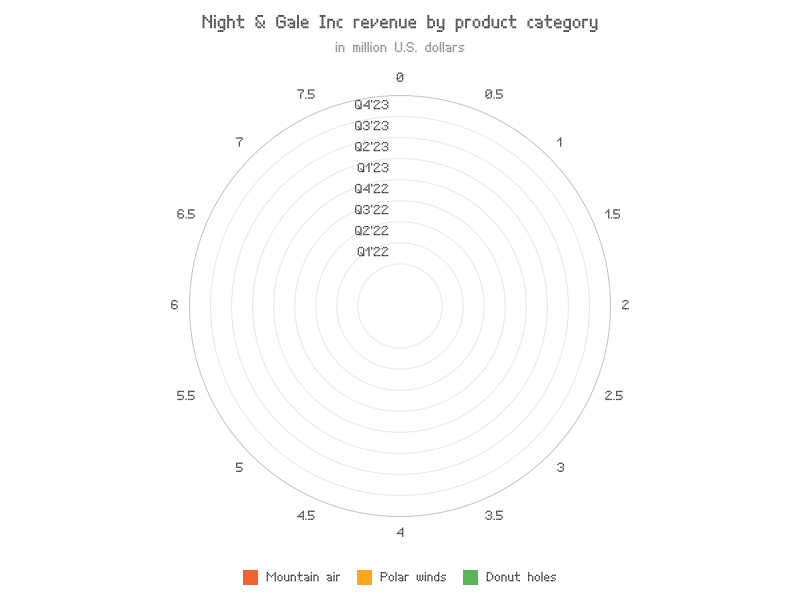 Night & Gale Inc revenue by product category
in million U.S. dollars
0
0.5
1
1.5
2
2.5
3
3.5
4
4.5
5
5.5
6
6.5
7
7.5
Q4'23
Q3'23
Q2'23
Q1'23
Q4'22
Q3'22
Q2'22
Q1'22
Mountain air
Polar winds
Donut holes